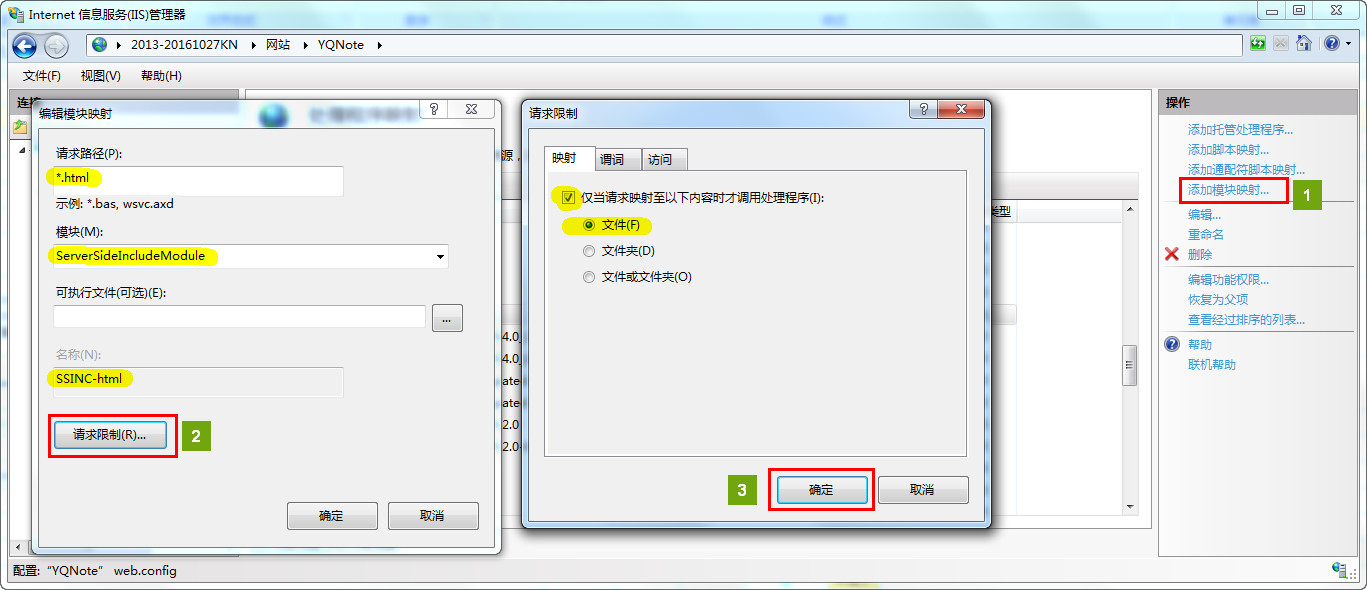 Internet 信息服务(IIS)管理器
2013-20161027KN
网站
YQNote
文件(F)
视图(V)
帮助(H)
编辑模块映射
请求路径(P):
*.html
示例: *.bas, wsvc.axd
模块(M):
ServerSideIncludeModule
可执行文件(可选)(E):
...
名称(N):
SSINC-html
请求限制(R)...
2
确定
取消
请求限制
映射
谓词
访问
仅当请求映射至以下内容时才调用处理程序(I):
文件(F)
文件夹(D)
文件或文件夹(O)
3
确定
取消
源，
类型
4.0_
4.0_
ate
ate
2.0
2.0-
操作
添加托管处理程序...
添加脚本映射...
添加通配符脚本映射...
添加模块映射...
1
编辑...
重命名
删除
编辑功能权限...
恢复为父项
查看经过排序的列表...
帮助
联机帮助
配置: “YQNote” web.config